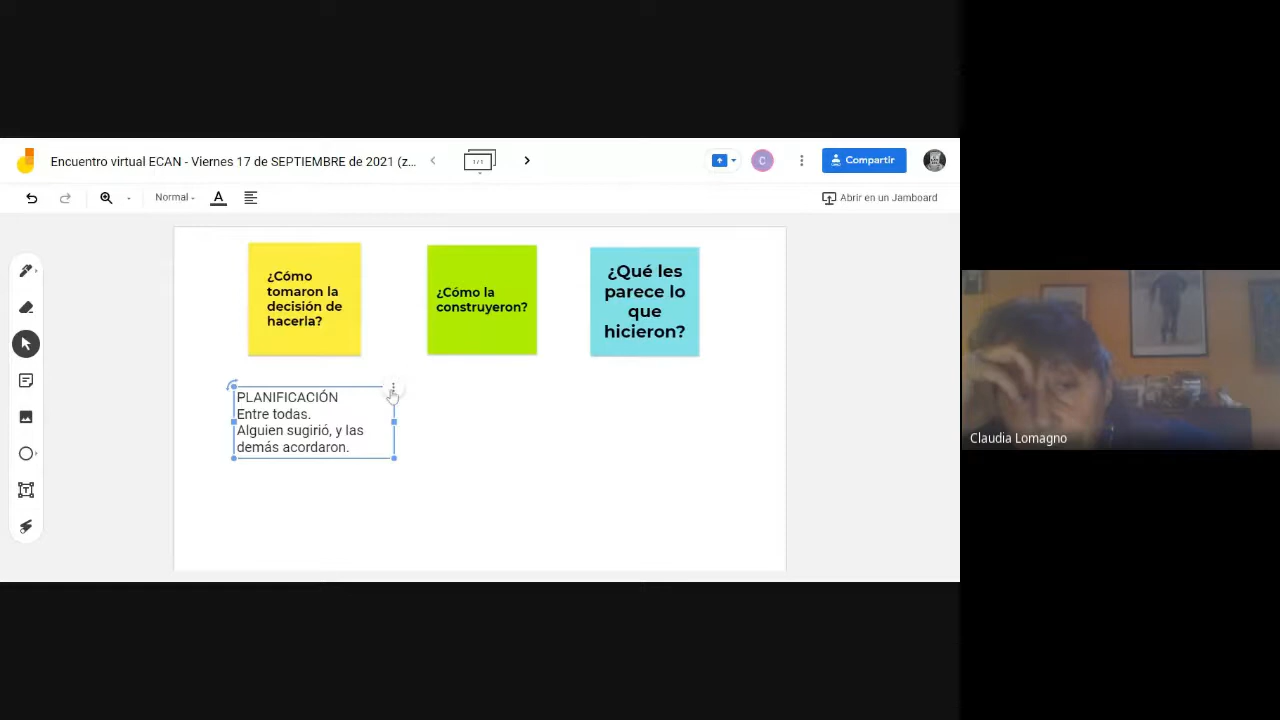 Encuentro virtual ECAN - Viernes 17 de SEPTIEMBRE de 2021 (z...
1/1
C
Compartir
Normal
A
Abrir en un Jamboard
¿Cómo
tomaron la
decisión de
hacerla?
¿Cómo la
construyeron?
¿Qué les
parece lo
que
hicieron?
PLANIFICACIÓN
Entre todas.
Alguien sugirió, y las
demás acordaron.
Claudia Lomagno